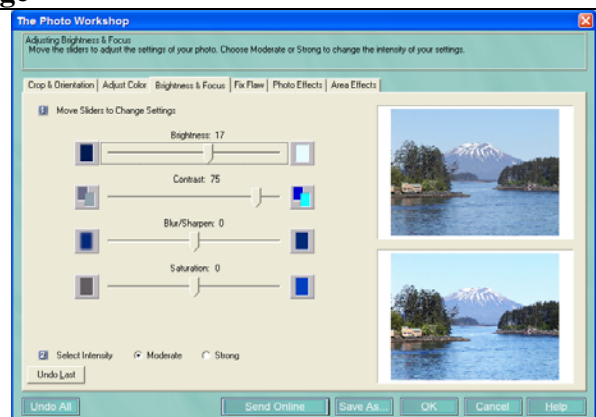 The Photo Workshop
Adjusting Brightness & Focus
Move the sliders to adjust the settings of your photo. Choose Moderate or Strong to change the intensity of your settings.
Crop & Orientation Adjust Color Brightness & Focus Fix Flaw Photo Effects Area Effects
1 Move Sliders to Change Settings
Brightness: 17
Contrast: 75
Blur/Sharpen: 0
Saturation: 0
2 Select Intensity Moderate Strong
Undo Last
Undo All Send Online Save As... OK Cancel Help